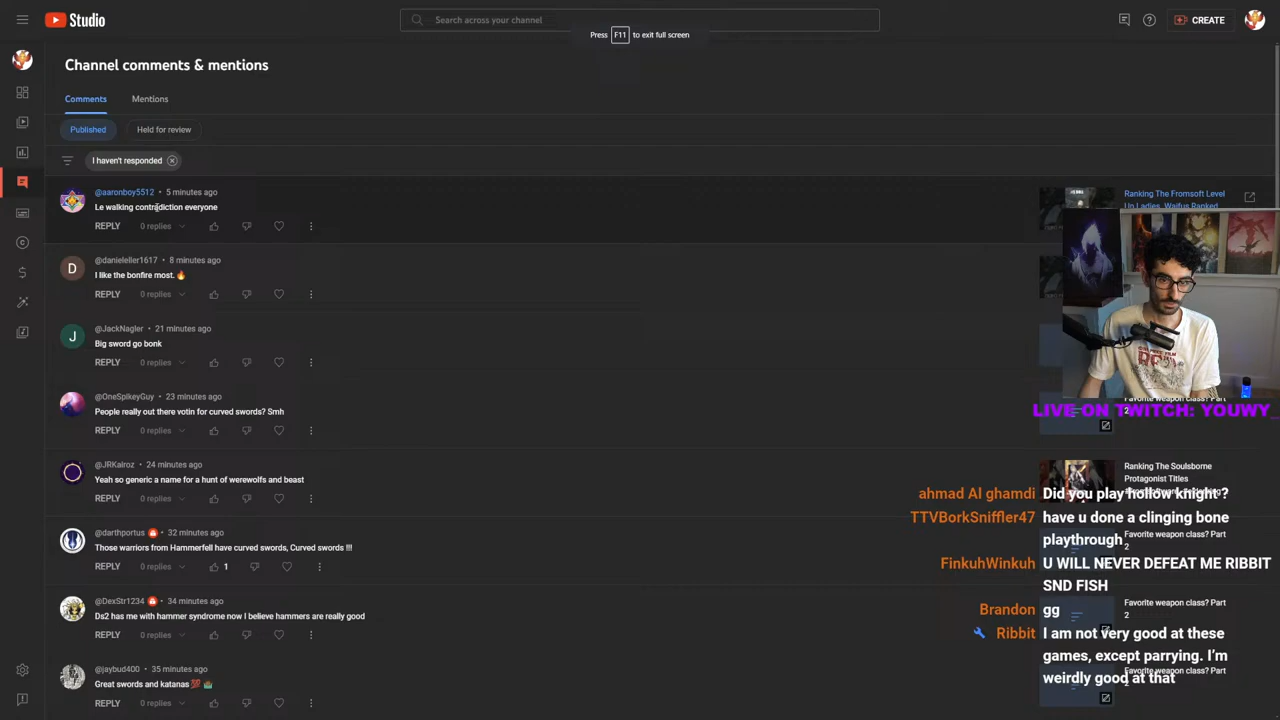 Studio
Search across your channel
Press F11 to exit full screen
CREATE
Channel comments & mentions
Comments
Mentions
Published
Held for review
I haven't responded
@aaronboy5512 • 5 minutes ago
Le walking contradiction everyone
REPLY
0 replies
Ranking The Fromsoft Level
Up Ladies, Waifus Ranked
D
@danieleller1617 • 8 minutes ago
I like the bonfire most. 🔥
REPLY
0 replies
J
@JackNagler • 21 minutes ago
Big sword go bonk
REPLY
0 replies
@OneSpikeyGuy • 23 minutes ago
People really out there votin for curved swords? Smh
REPLY
0 replies
Favorite weapon class? Part
2
LIVE ON TWITCH: YOUWY_
@JRKairoz • 24 minutes ago
Yeah so generic a name for a hunt of werewolves and beast
REPLY
0 replies
Ranking The Soulsborne
Protagonist Titles
ahmad Al ghamdi Did you play hollow knight?
TTVBorkSniffler47 have u done a clinging bone
playthrough
@darthportus • 32 minutes ago
Those warriors from Hammerfell have curved swords, Curved swords !!!
REPLY
0 replies
1
Favorite weapon class? Part
2
FinkuhWinkuh U WILL NEVER DEFEAT ME RIBBIT
SND FISH
@DexStr1234 • 34 minutes ago
Ds2 has me with hammer syndrome now I believe hammers are really good
REPLY
0 replies
Favorite weapon class? Part
2
Brandon gg
Ribbit I am not very good at these
games, except parrying. I'm
weirdly good at that
@jaybud400 • 35 minutes ago
Great swords and katanas 💯
REPLY
0 replies
Favorite weapon class? Part
2